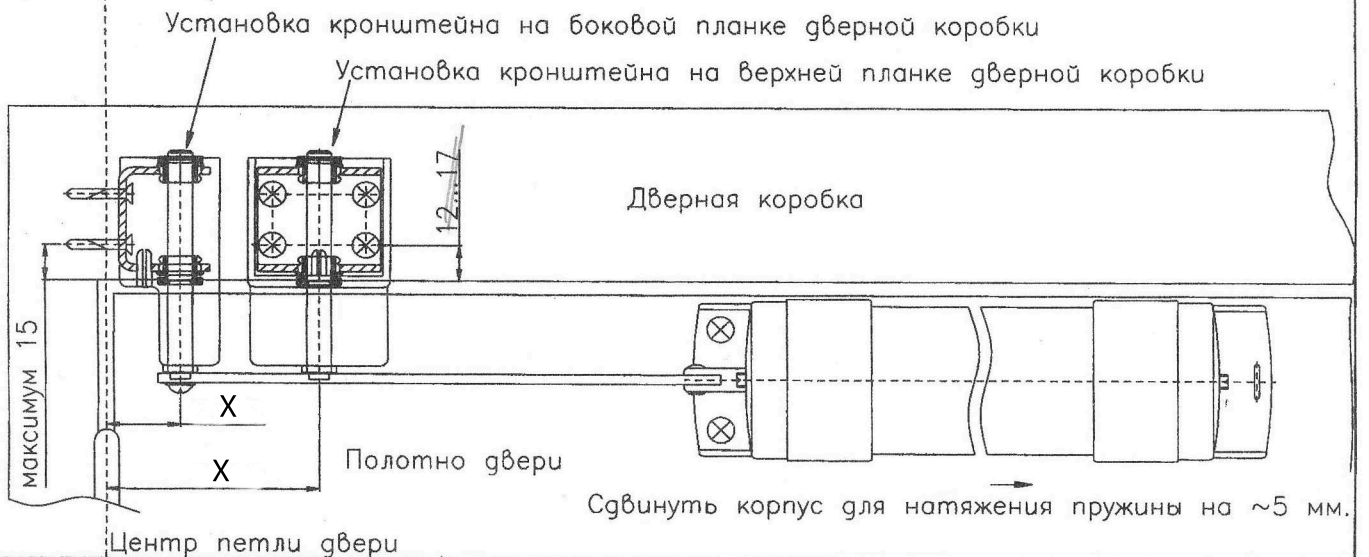 Установка кронштейна на боковой планке дверной коробки
Установка кронштейна на верхней планке дверной коробки
12...17
Дверная коробка
максимум 15
X
X
Полотно двери
Сдвинуть корпус для натяжения пружины на ~5 мм.
Центр петли двери